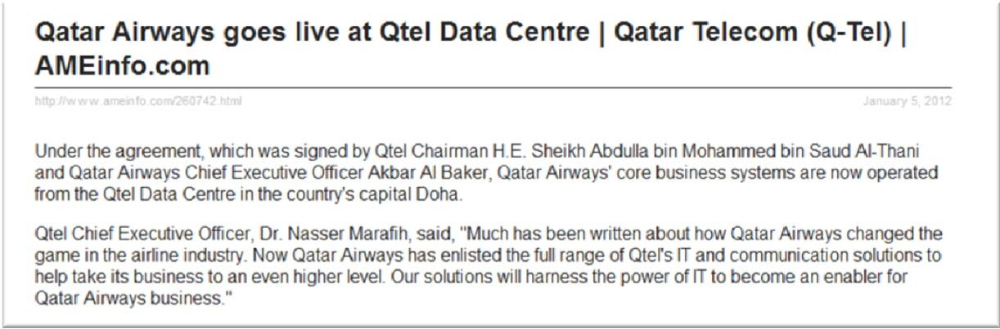 Qatar Airways goes live at Qtel Data Centre | Qatar Telecom (Q-Tel) |
AMEinfo.com
http://www.ameinfo.com/260742.html January 5, 2012
Under the agreement, which was signed by Qtel Chairman H.E. Sheikh Abdulla bin Mohammed bin Saud Al-Thani
and Qatar Airways Chief Executive Officer Akbar Al Baker, Qatar Airways' core business systems are now operated
from the Qtel Data Centre in the country's capital Doha.
Qtel Chief Executive Officer, Dr. Nasser Marafih, said, "Much has been written about how Qatar Airways changed the
game in the airline industry. Now Qatar Airways has enlisted the full range of Qtel's IT and communication solutions to
help take its business to an even higher level. Our solutions will harness the power of IT to become an enabler for
Qatar Airways business."